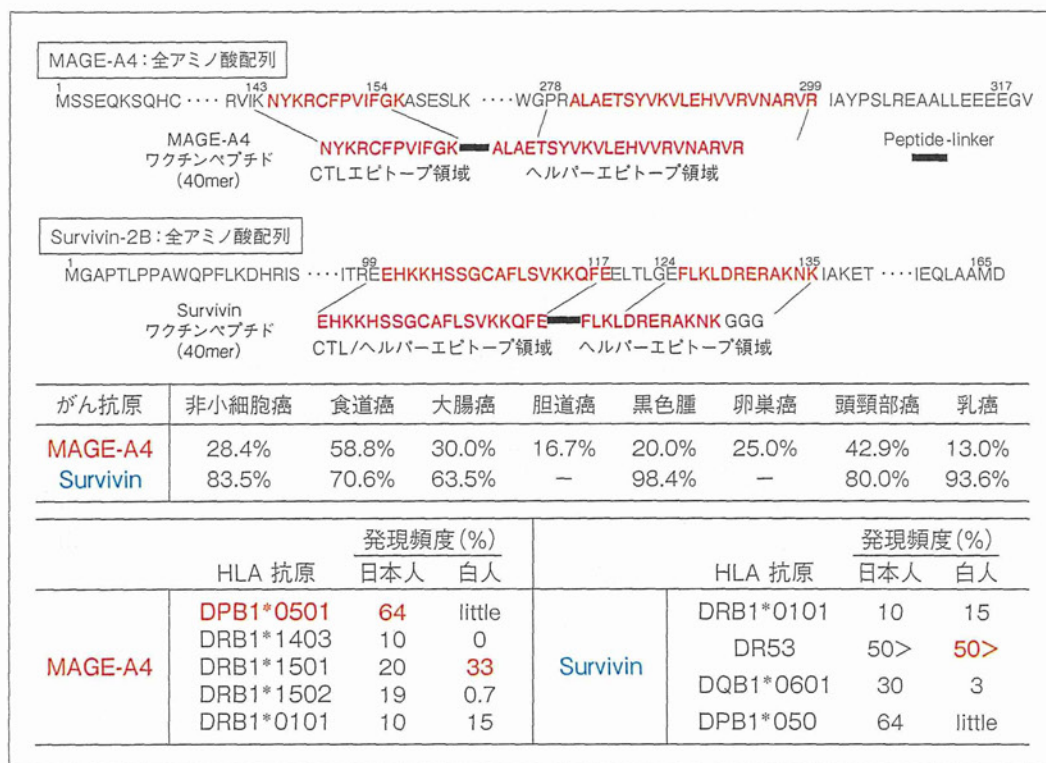 MAGE-A4：全アミノ酸配列
1 143 154 278 299 317
MSSEQKSQHC ···· RVIKNYKRCFPVIFGKASESLK ···· WGPRALAETSYVKVLEHVVRVNARVR IAYPSLREAALLEEEEGV
MAGE-A4
ワクチンペプチド
(40mer)
NYKRCFPVIFGK ALAETSYVKVLEHVVRVNARVR
CTLエピトープ領域 ヘルパーエピトープ領域
Peptide-linker
Survivin-2B：全アミノ酸配列
1 99 117 124 135 165
MGAPTLPPAWQPFLKDHRIS ····ITREEHKKHSSGCAFLSVKKQFEELTLGEFLKLDRERAKNKIAKET ····IEQLAAMD
Survivin
ワクチンペプチド
(40mer)
EHKKHSSGCAFLSVKKQFE FLKLDRERAKNKGGG
CTL/ヘルパーエピトープ領域 ヘルパーエピトープ領域
がん抗原 非小細胞癌 食道癌 大腸癌 胆道癌 黒色腫 卵巣癌 頭頸部癌 乳癌
MAGE-A4 28.4% 58.8% 30.0% 16.7% 20.0% 25.0% 42.9% 13.0%
Survivin 83.5% 70.6% 63.5% － 98.4% － 80.0% 93.6%
発現頻度(%) 発現頻度(%)
HLA 抗原 日本人 白人 HLA 抗原 日本人 白人
MAGE-A4
DPB1*0501 64 little
DRB1*1403 10 0
DRB1*1501 20 33
DRB1*1502 19 0.7
DRB1*0101 10 15
Survivin
DRB1*0101 10 15
DR53 50> 50>
DQB1*0601 30 3
DPB1*050 64 little